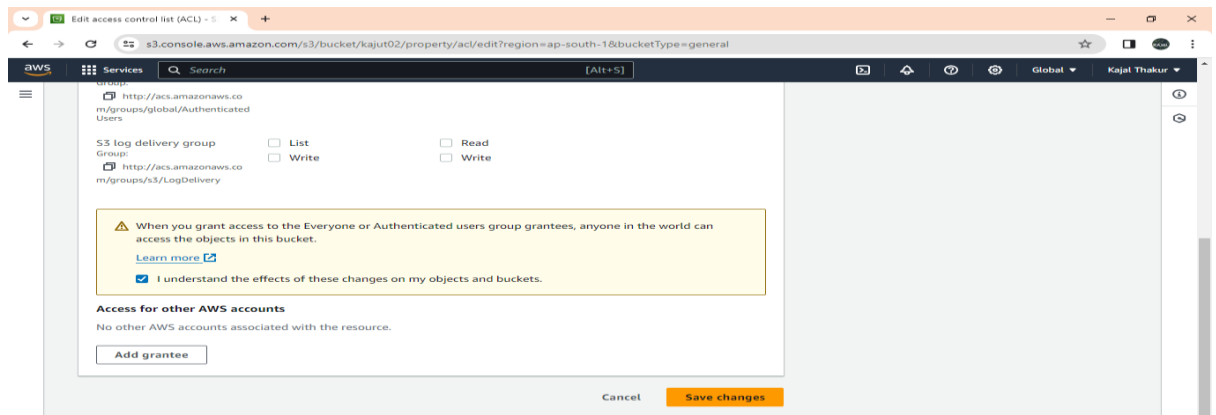 Edit access control list (ACL) - S
s3.console.aws.amazon.com/s3/bucket/kajut02/property/acl/edit?region=ap-south-1&bucketType=general
aws Services Search [Alt+S] Global Kajal Thakur
Group:
http://acs.amazonaws.co
m/groups/global/Authenticated
Users
S3 log delivery group List Read
Group: Write Write
http://acs.amazonaws.co
m/groups/s3/LogDelivery
When you grant access to the Everyone or Authenticated users group grantees, anyone in the world can
access the objects in this bucket.
Learn more
I understand the effects of these changes on my objects and buckets.
Access for other AWS accounts
No other AWS accounts associated with the resource.
Add grantee
Cancel Save changes